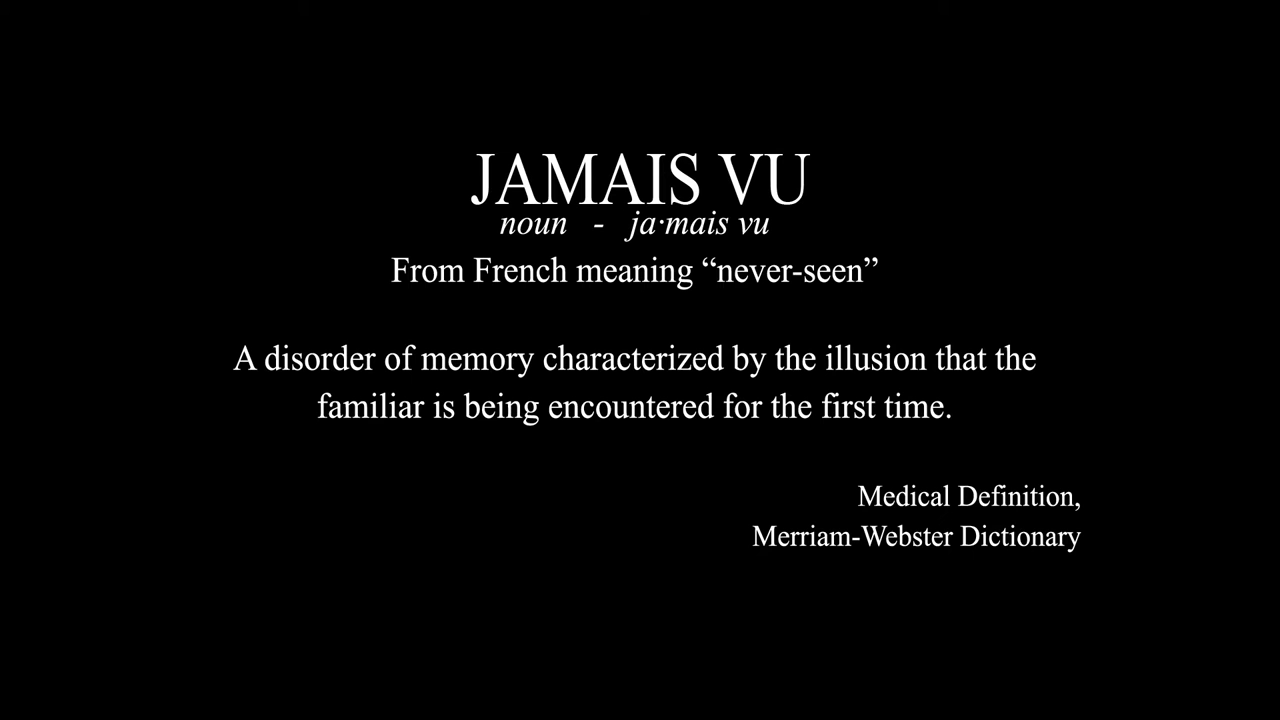 JAMAIS VU
noun - ja·mais vu
From French meaning “never-seen”
A disorder of memory characterized by the illusion that the
familiar is being encountered for the first time.
Medical Definition,
Merriam-Webster Dictionary